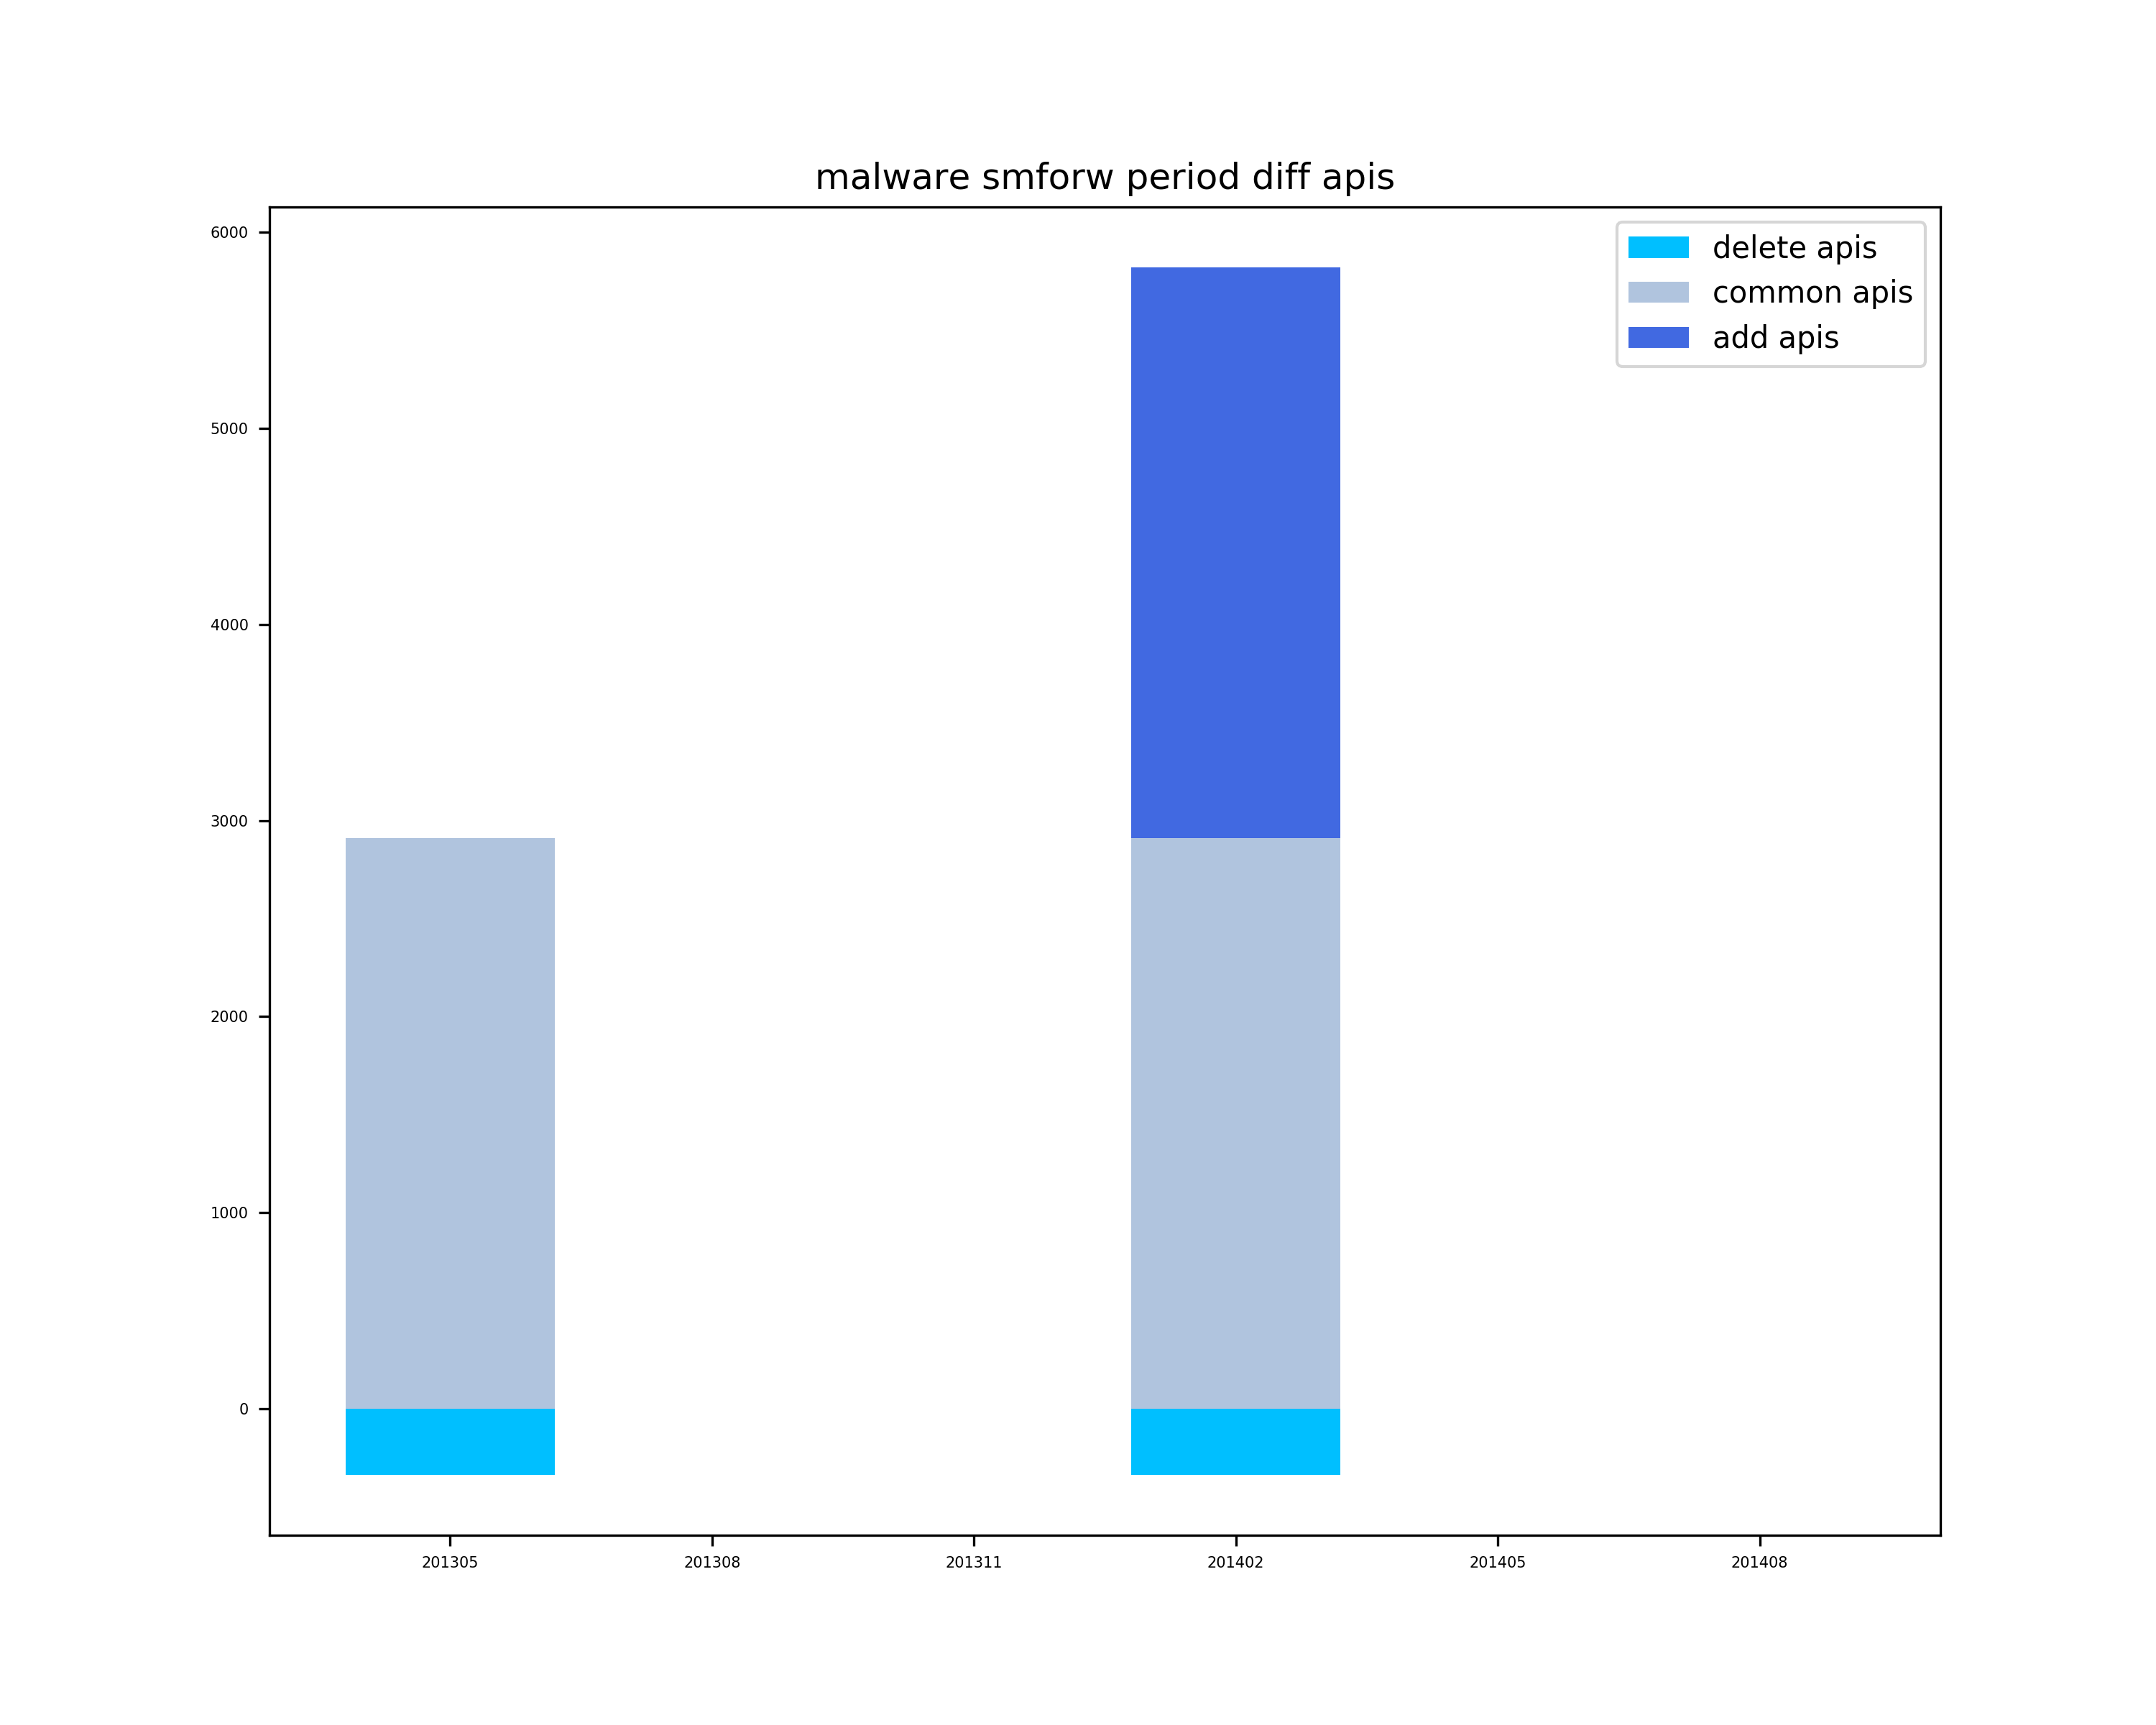 malware smforw period diff apis
6000
5000
4000
3000
2000
1000
0
delete apis
common apis
add apis
201305 201308 201311 201402 201405 201408